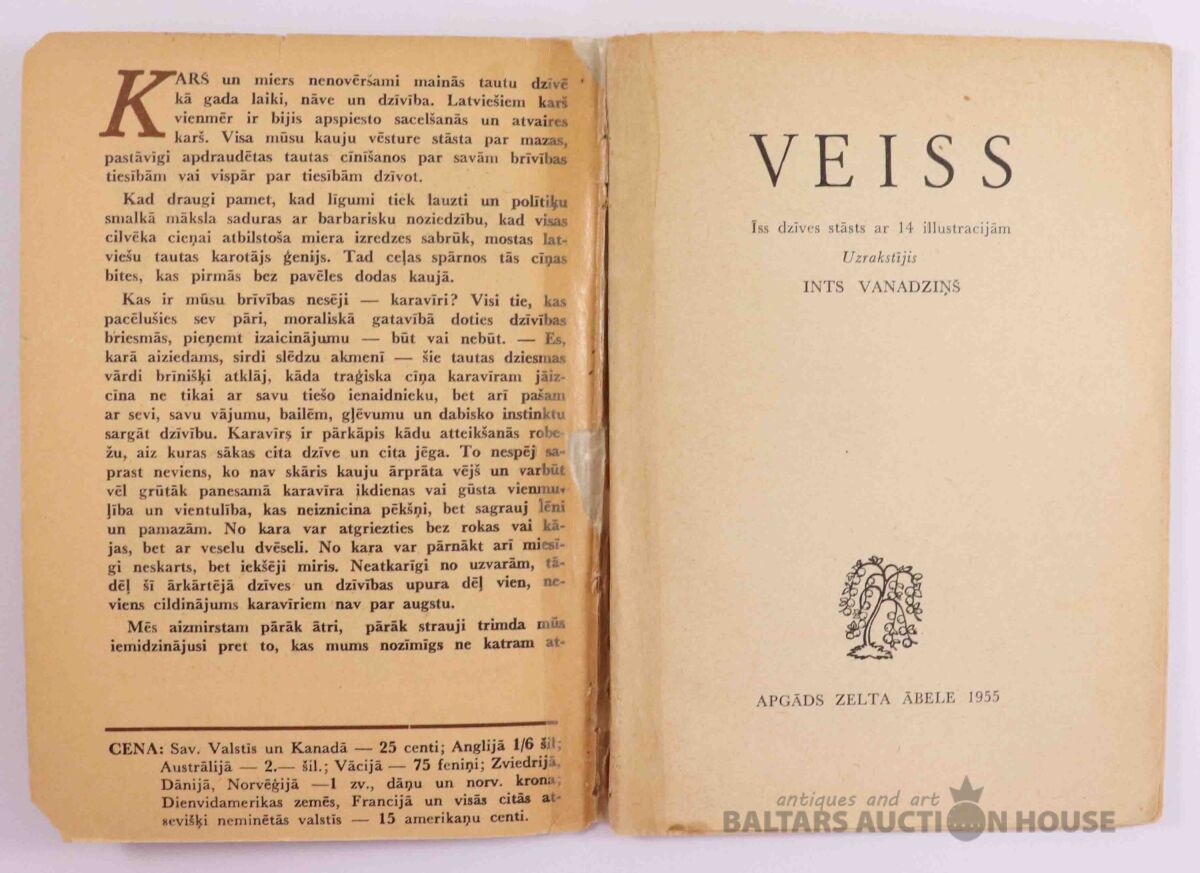 KARŠ un miers nenovēršami mainās tautu dzīvē
kā gada laiki, nāve un dzīvība. Latviešiem karš
vienmēr ir bijis apspiesto sacelšanās un atvaires
karš. Visa mūsu kauju vēsture stāsta par mazas,
pastāvīgi apdraudētas tautas cīnīšanos par savām brīvības
tiesībām vai vispār par tiesībām dzīvot.
Kad draugi pamet, kad līgumi tiek lauzti un polītiķu
smalkā māksla saduras ar barbarisku noziedzību, kad visas
cilvēka cieņai atbilstoša miera izredzes sabrūk, mostas lat-
viešu tautas karotājs ģenijs. Tad ceļas spārnos tās cīņas
bites, kas pirmās bez pavēles dodas kaujā.
Kas ir mūsu brīvības nesēji — karavīri? Visi tie, kas
pacēlušies sev pāri, moraliskā gatavībā doties dzīvības
briesmās, pieņemt izaicinājumu — būt vai nebūt. — Es,
karā aiziedams, sirdi slēdzu akmenī — šie tautas dziesmas
vārdi brīnišķi atklāj, kāda traģiska cīņa karavīram jāiz-
cīna ne tikai ar savu tiešo ienaidnieku, bet arī pašam
ar sevi, savu vājumu, bailēm, gļēvumu un dabisko instinktu
sargāt dzīvību. Karavīrs ir pārkāpis kādu atteikšanās robe-
žu, aiz kuras sākas cita dzīve un cita jēga. To nespēj sa-
prast neviens, ko nav skāris kauju ārprāta vējš un varbūt
vēl grūtāk panesamā karavīra ikdienas vai gūsta vienmu-
ļība un vientulība, kas neiznicina pēkšņi, bet sagrauj lēni
un pamazām. No kara var atgriezties bez rokas vai kā-
jas, bet ar veselu dvēseli. No kara var pārnākt arī miesī-
gi neskarts, bet iekšēji miris. Neatkarīgi no uzvarām, tā-
dēļ šī ārkārtējā dzīves un dzīvības upura dēļ vien, ne-
viens cildinājums karavīriem nav par augstu.
Mēs aizmirstam pārāk ātri, pārāk strauji trimda mūs
iemidzinājusi pret to, kas mums nozīmīgs ne katram at-
CENA: Sav. Valstīs un Kanadā — 25 centi; Anglijā 1/6 šil;
Austrālijā — 2.— šil.; Vācijā — 75 feniņi; Zviedrijā,
Dānijā, Norvēģijā —1 zv., dāņu un norv. krona;
Dienvidamerikas zemēs, Francijā un visās citās at-
sevišķi neminētās valstīs — 15 amerikaņu centi.
VEISS
Īss dzīves stāsts ar 14 illustracijām
Uzrakstījis
INTS VANADZIŅŠ
APGĀDS ZELTA ĀBELE 1955
antiques and art
BALTARS AUCTION HOUSE